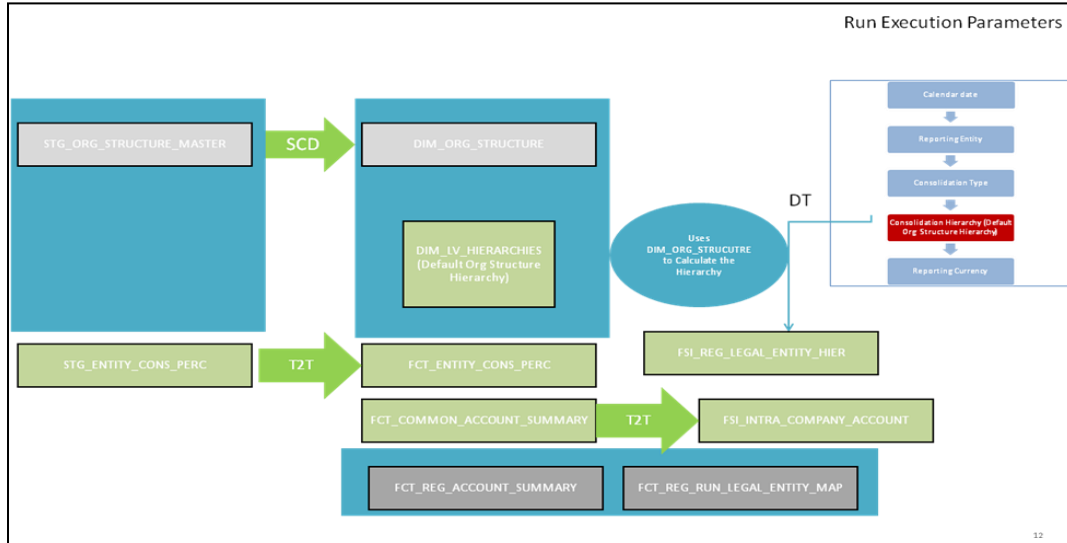 Run Execution Parameters
STG_ORG_STRUCTURE_MASTER
SCD
DIM_ORG_STRUCTURE
DIM_LV_HIERARCHIES
(Default Org Structure
Hierarchy)
Uses
DIM_ORG_STRUCUTRE
to Calculate the
Hierarchy
DT
Calendar date
Reporting Entity
Consolidation Type
Consolidation Hierarchy (Default
Org Structure Hierarchy)
Reporting Currency
STG_ENTITY_CONS_PERC
T2T
FCT_ENTITY_CONS_PERC
FSI_REG_LEGAL_ENTITY_HIER
FCT_COMMON_ACCOUNT_SUMMARY
T2T
FSI_INTRA_COMPANY_ACCOUNT
FCT_REG_ACCOUNT_SUMMARY
FCT_REG_RUN_LEGAL_ENTITY_MAP
12